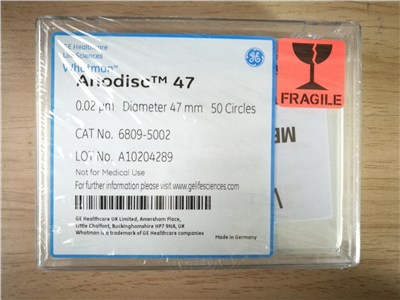 GE Healthcare
Life Sciences
Whatman™
Anodisc™ 47
0.02 µm Diameter 47 mm 50 Circles
CAT No. 6809-5002
LOT No. A10204289
Not for Medical Use
For further information please visit www.gelifesciences.com
GE Healthcare UK Limited, Amersham Place,
Little Chalfont, Buckinghamshire HP7 9NA, UK
Whatman is a trademark of GE Healthcare companies
Made in Germany
FRAGILE